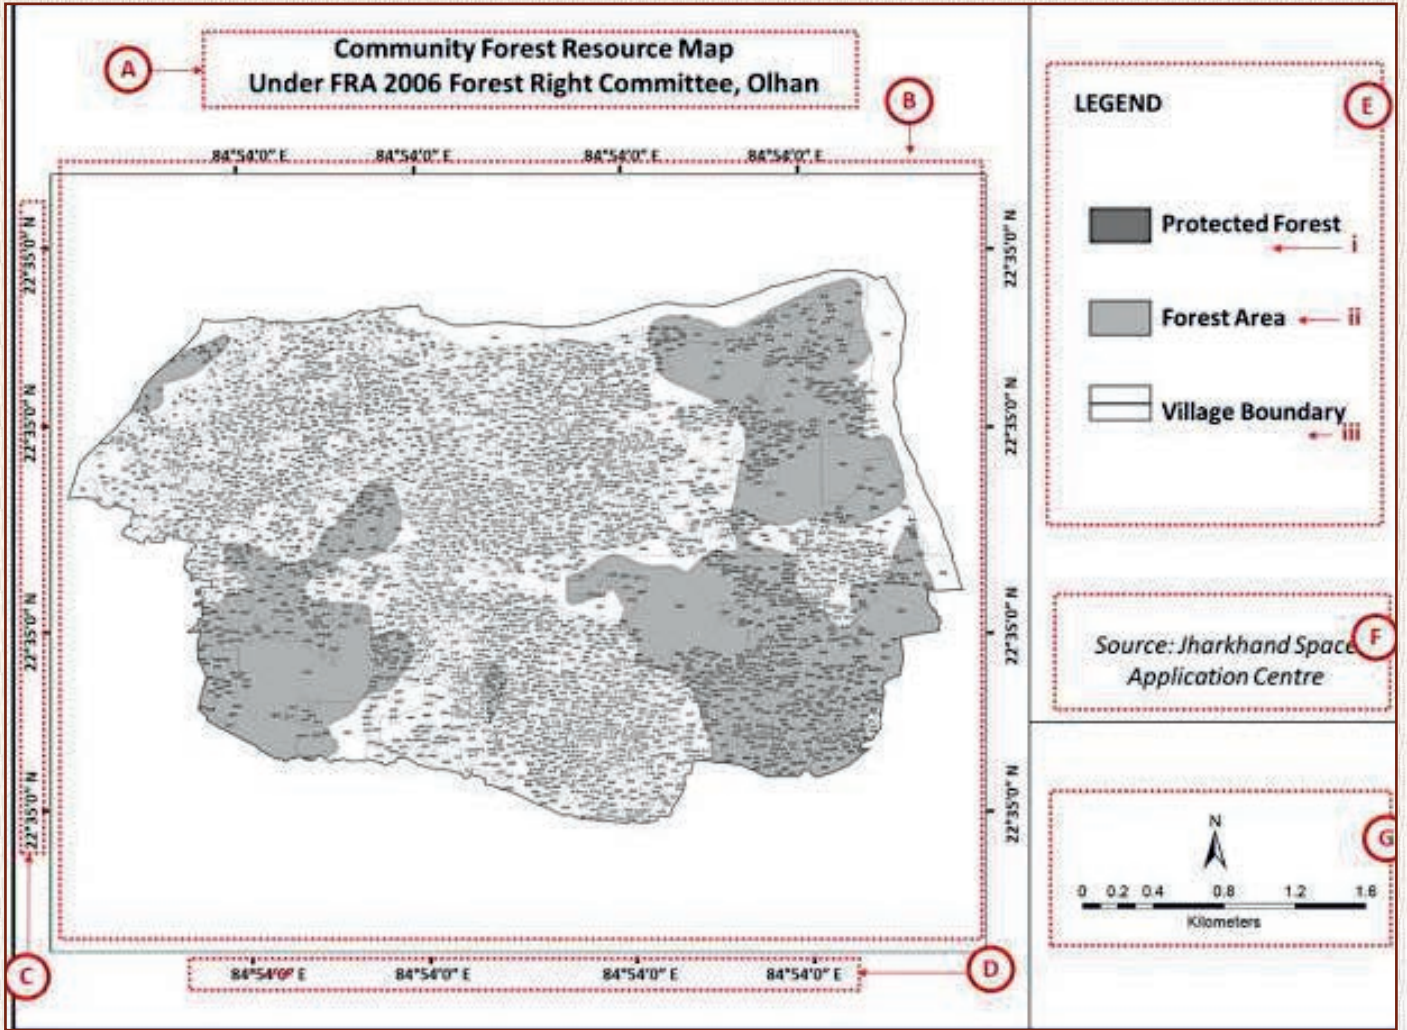 Community Forest Resource Map
Under FRA 2006 Forest Right Committee, Olhan
A
B
84°54'0" E 84°54'0" E 84°54'0" E 84°54'0" E
22°35'0" N
22°35'0" N
22°35'0" N
22°35'0" N
22°35'0" N
22°35'0" N
22°35'0" N
22°35'0" N
84°54'0" E 84°54'0" E 84°54'0" E 84°54'0" E
C
D
LEGEND
E
Protected Forest
i
Forest Area
ii
Village Boundary
iii
Source: Jharkhand Space
Application Centre
F
G
N
0 0.2 0.4 0.8 1.2 1.6
Kilometers